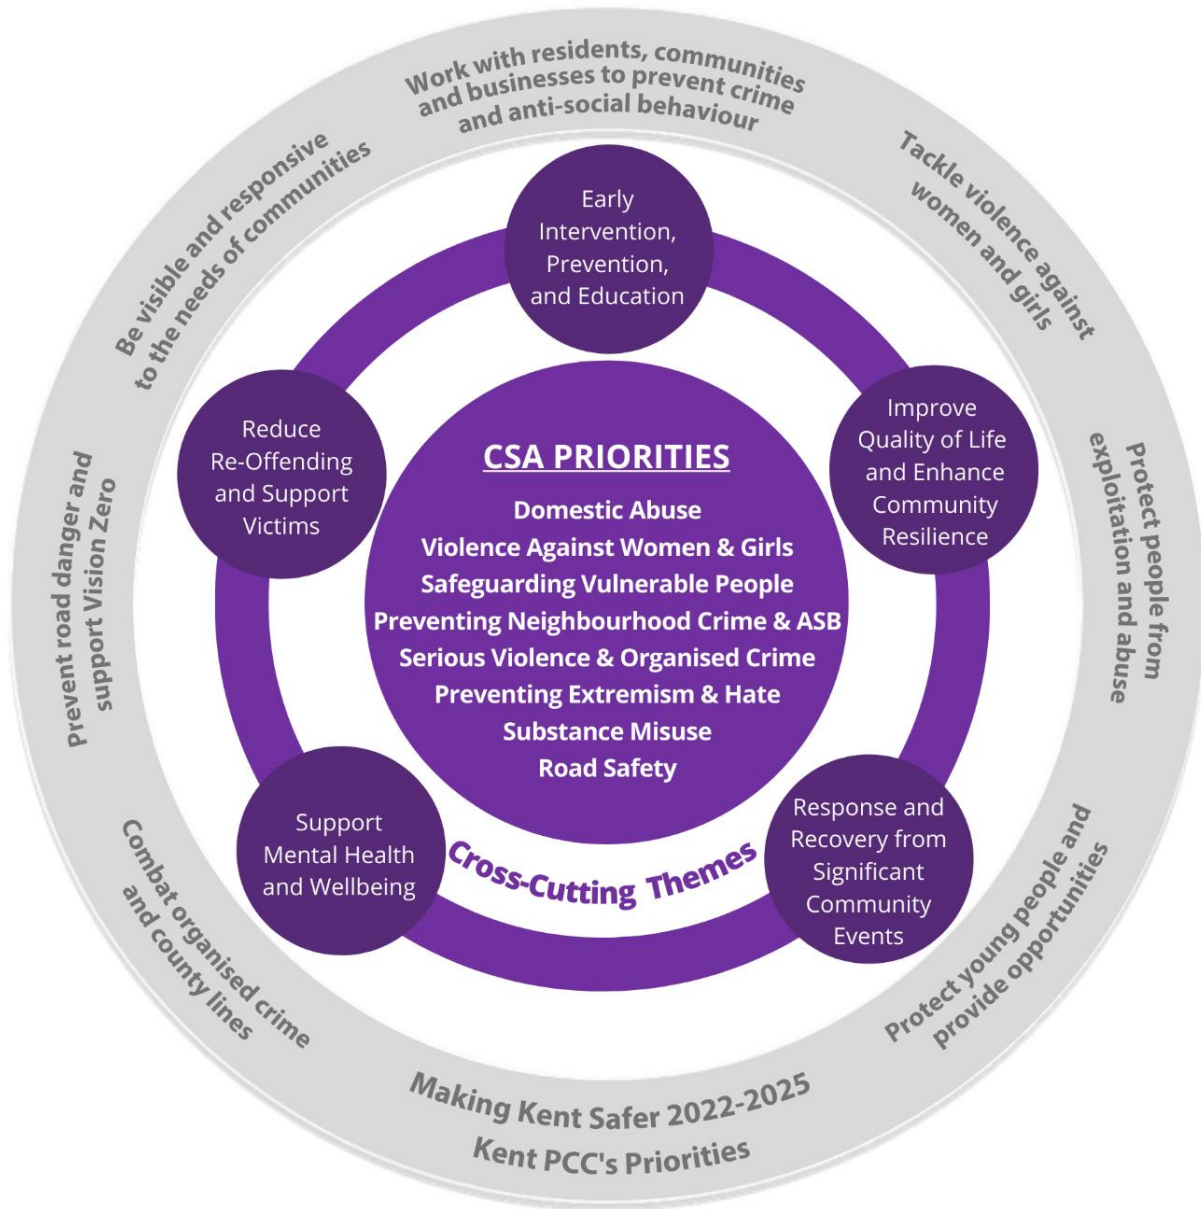 Work with residents, communities
and businesses to prevent crime
and anti-social behaviour
Tackle violence against
women and girls
Protect people from
exploitation and abuse
Protect young people and
provide opportunities
Making Kent Safer 2022-2025
Kent PCC's Priorities
Combat organised crime
and county lines
Prevent road danger and
support Vision Zero
Be visible and responsive
to the needs of communities
Early
Intervention,
Prevention,
and Education
Improve
Quality of Life
and Enhance
Community
Resilience
Response and
Recovery from
Significant
Community
Events
Support
Mental Health
and Wellbeing
Reduce
Re-Offending
and Support
Victims
CSA PRIORITIES
Domestic Abuse
Violence Against Women & Girls
Safeguarding Vulnerable People
Preventing Neighbourhood Crime & ASB
Serious Violence & Organised Crime
Preventing Extremism & Hate
Substance Misuse
Road Safety
Cross-Cutting Themes